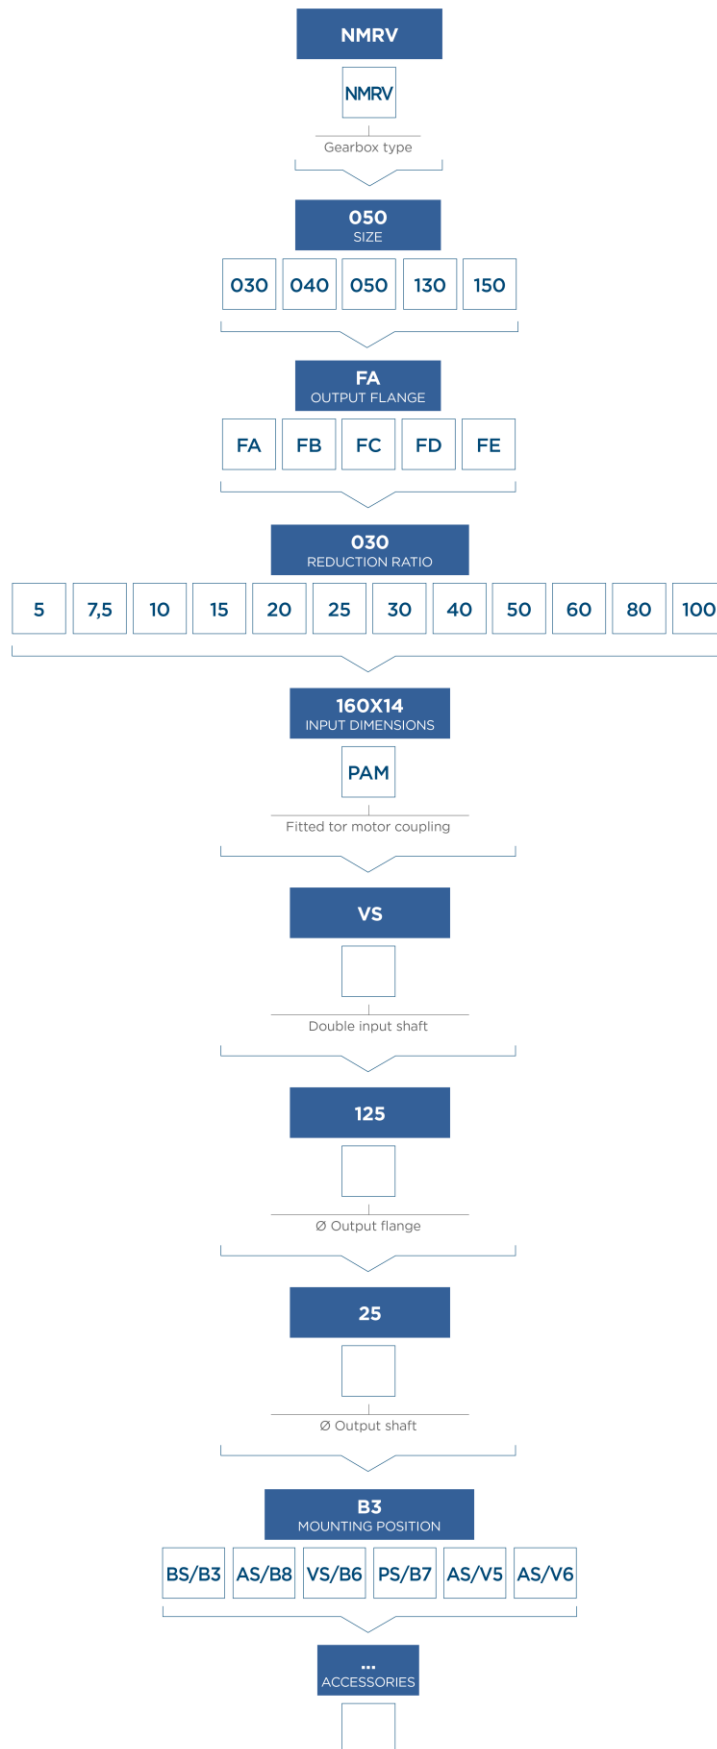 NMRV
NMRV
Gearbox type
050
SIZE
030 040 050 130 150
FA
OUTPUT FLANGE
FA FB FC FD FE
030
REDUCTION RATIO
5 7,5 10 15 20 25 30 40 50 60 80 100
160X14
INPUT DIMENSIONS
PAM
Fitted tor motor coupling
VS
Double input shaft
125
Ø Output flange
25
Ø Output shaft
B3
MOUNTING POSITION
BS/B3 AS/B8 VS/B6 PS/B7 AS/V5 AS/V6
...
ACCESSORIES